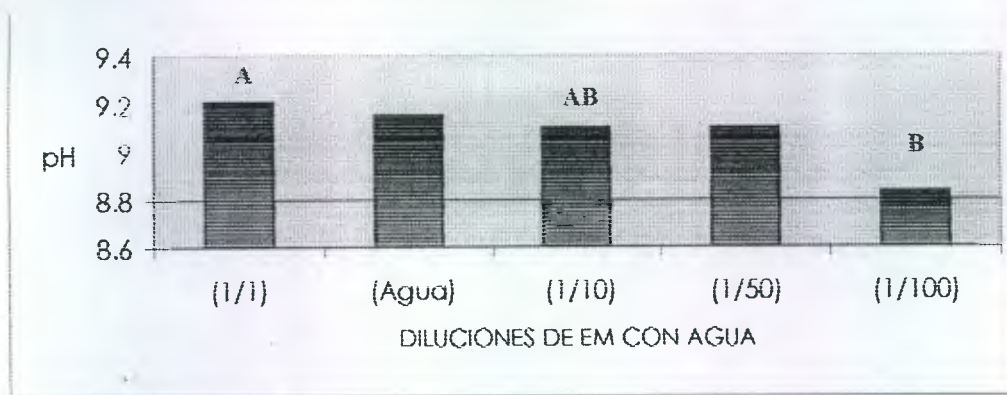 9.4
A
9.2
AB
pH
9
B
8.8
8.6
(1/1) (Agua) (1/10) (1/50) (1/100)
DILUCIONES DE EM CON AGUA